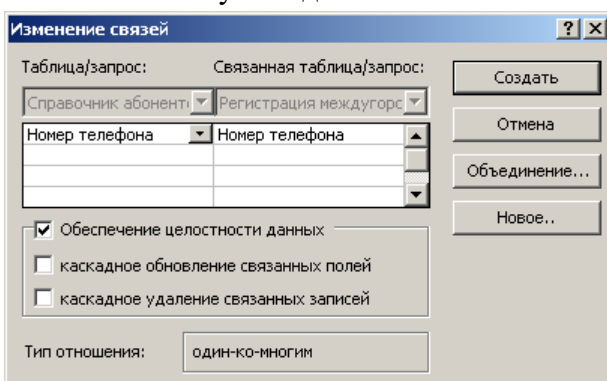 Изменение связей
Таблица/запрос: Связанная таблица/запрос:
Справочник абоненто Регистрация междугорс
Номер телефона Номер телефона
Обеспечение целостности данных
каскадное обновление связанных полей
каскадное удаление связанных записей
Тип отношения: один-ко-многим
Создать
Отмена
Объединение...
Новое..